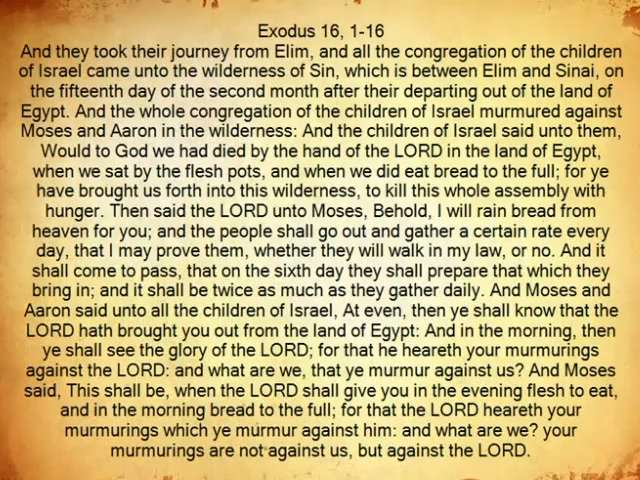 Exodus 16, 1-16
And they took their journey from Elim, and all the congregation of the children
of Israel came unto the wilderness of Sin, which is between Elim and Sinai, on
the fifteenth day of the second month after their departing out of the land of
Egypt. And the whole congregation of the children of Israel murmured against
Moses and Aaron in the wilderness: And the children of Israel said unto them,
Would to God we had died by the hand of the LORD in the land of Egypt,
when we sat by the flesh pots, and when we did eat bread to the full; for ye
have brought us forth into this wilderness, to kill this whole assembly with
hunger. Then said the LORD unto Moses, Behold, I will rain bread from
heaven for you; and the people shall go out and gather a certain rate every
day, that I may prove them, whether they will walk in my law, or no. And it
shall come to pass, that on the sixth day they shall prepare that which they
bring in; and it shall be twice as much as they gather daily. And Moses and
Aaron said unto all the children of Israel, At even, then ye shall know that the
LORD hath brought you out from the land of Egypt: And in the morning, then
ye shall see the glory of the LORD; for that he heareth your murmurings
against the LORD: and what are we, that ye murmur against us? And Moses
said, This shall be, when the LORD shall give you in the evening flesh to eat,
and in the morning bread to the full; for that the LORD heareth your
murmurings which ye murmur against him: and what are we? your
murmurings are not against us, but against the LORD.